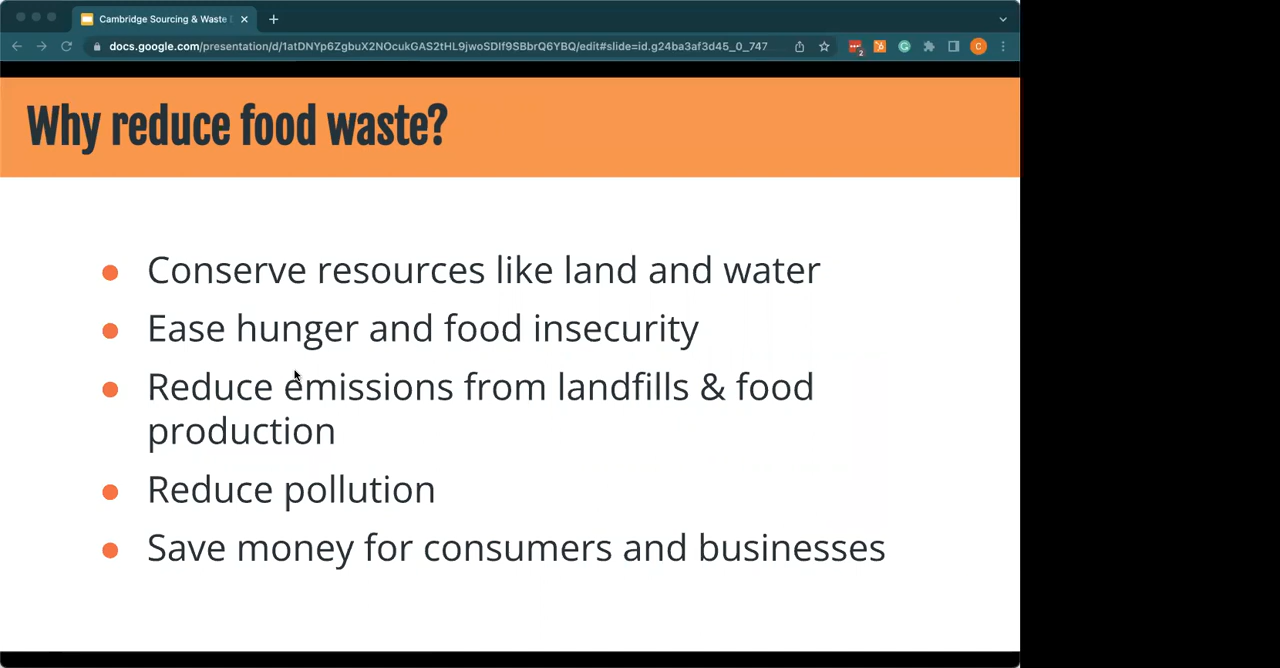 Cambridge Sourcing & Waste
docs.google.com/presentation/d/1atDNYp6ZgbuX2NOcukGAS2tHL9jwoSDIf9SBbrQ6YBQ/edit#slide=id.g24ba3af3d45_0_747
2
C
Why reduce food waste?
● Conserve resources like land and water
● Ease hunger and food insecurity
● Reduce emissions from landfills & food
production
● Reduce pollution
● Save money for consumers and businesses